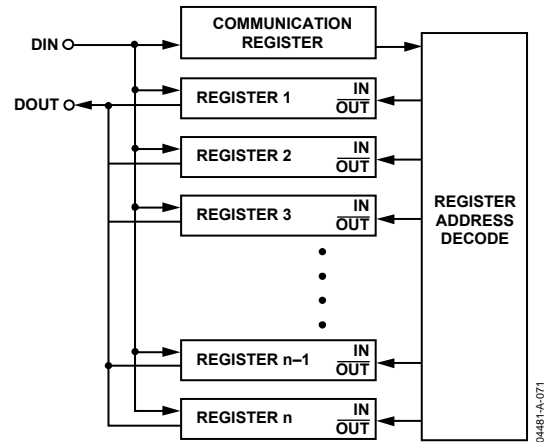 COMMUNICATION
REGISTER
DIN
DOUT
REGISTER 1
IN
OUT
REGISTER 2
IN
OUT
REGISTER 3
IN
OUT
REGISTER n–1
IN
OUT
REGISTER n
IN
OUT
REGISTER
ADDRESS
DECODE
04481-A-071